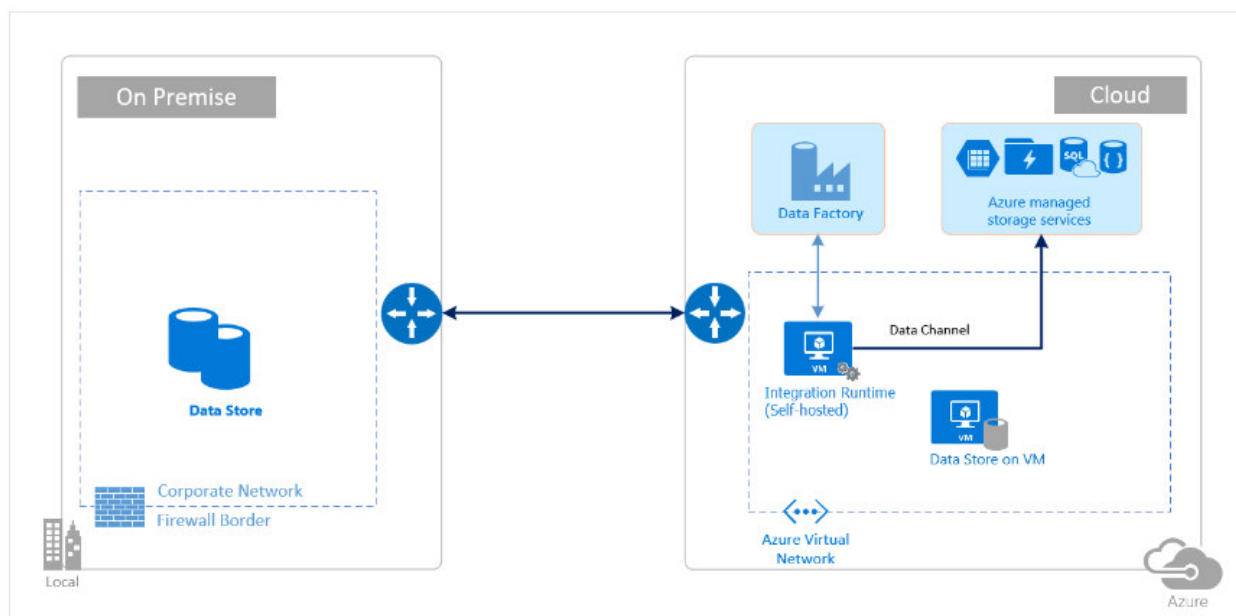 On Premise
Data Store
Corporate Network
Firewall Border
Local
Cloud
Data Factory
SQL
{ }
Azure managed
storage services
Data Channel
VM
Integration Runtime
(Self-hosted)
VM
Data Store on VM
Azure Virtual
Network
Azure